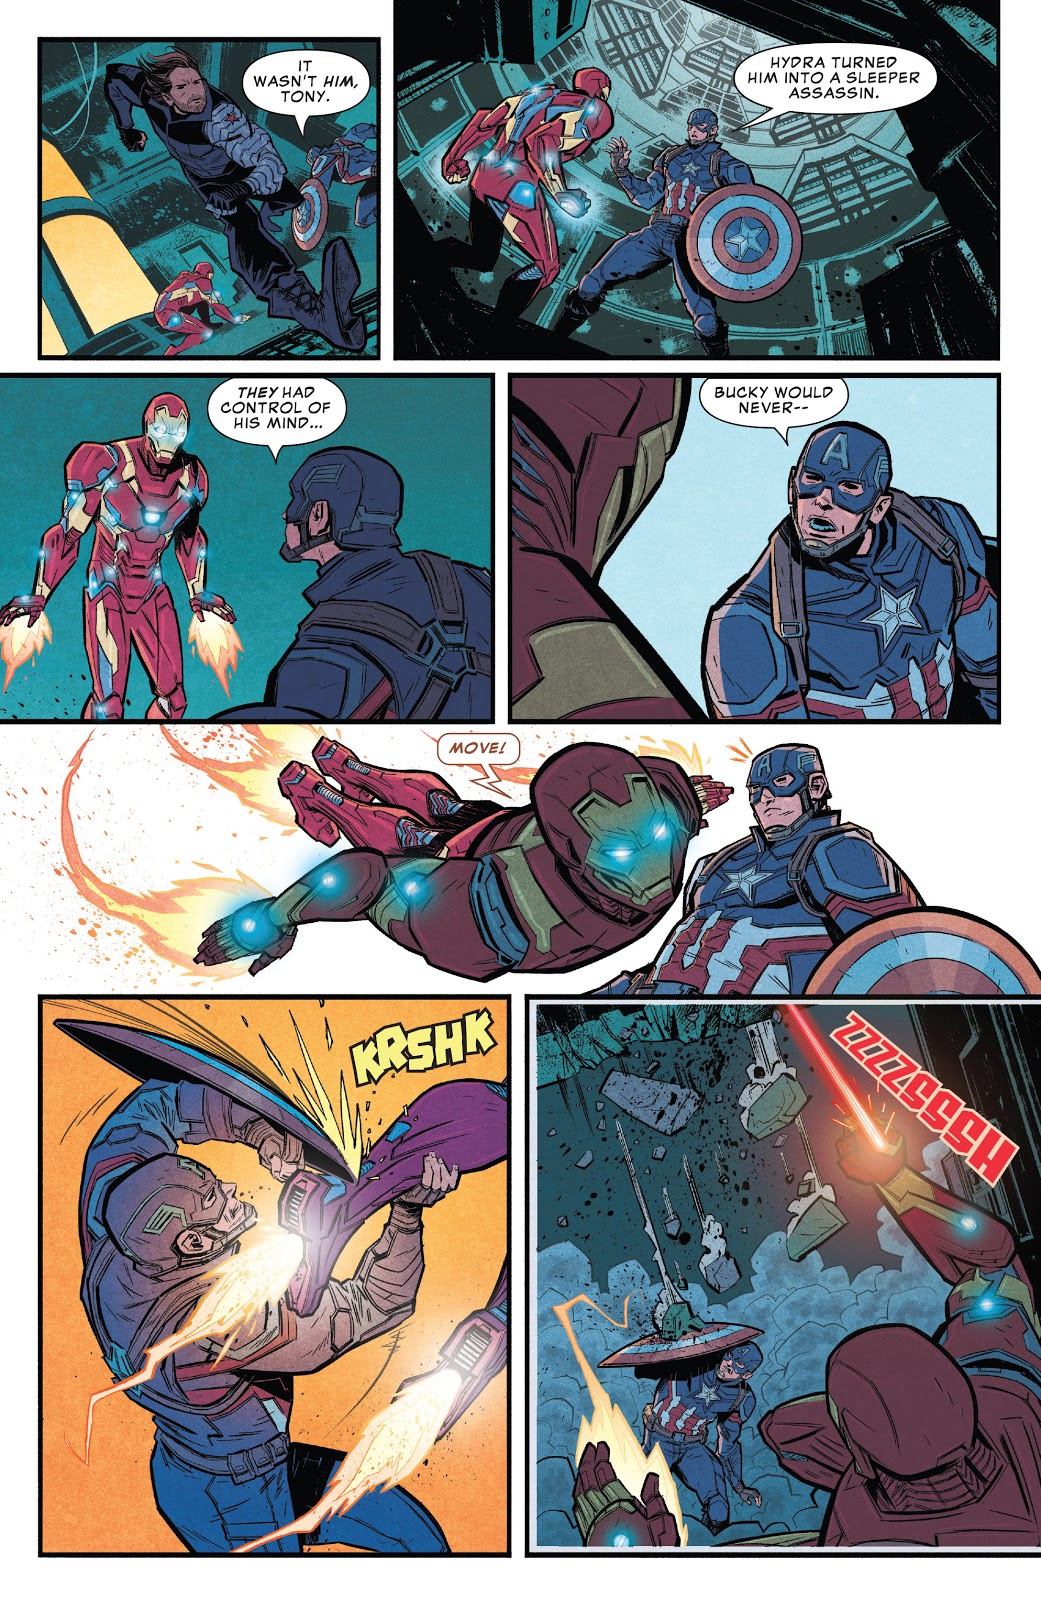 IT
WASN'T HIM,
TONY.
HYDRA TURNED
HIM INTO A SLEEPER
ASSASSIN.
THEY HAD
CONTROL OF
HIS MIND...
BUCKY WOULD
NEVER--
A
MOVE!
A
KRSHK
A
ZZZZZSSSSH